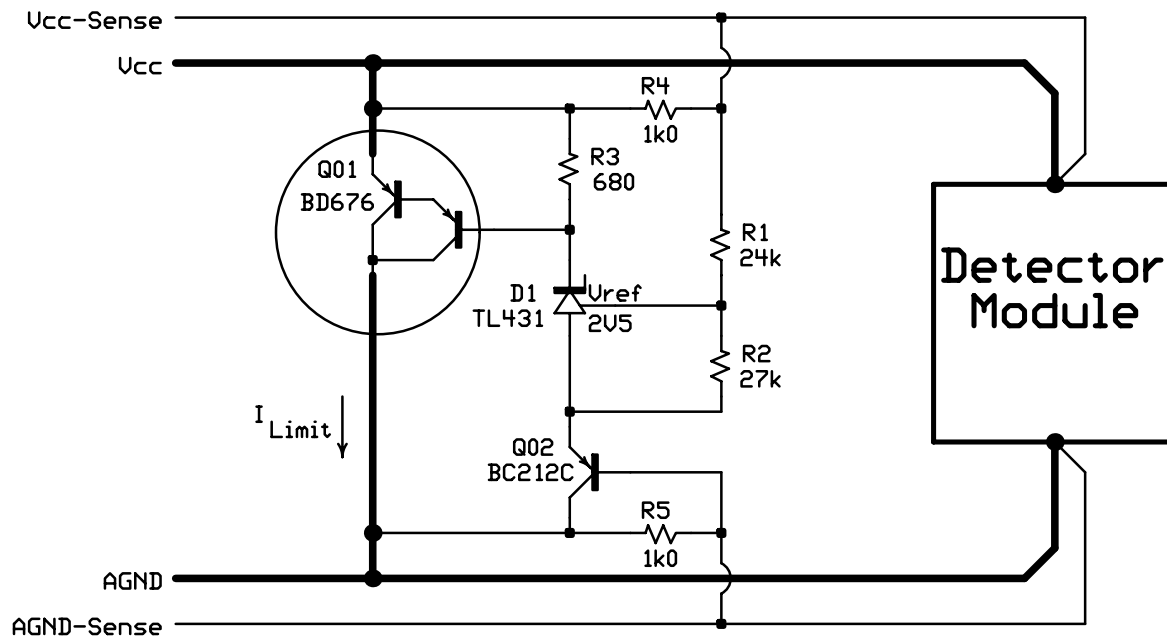 Vcc-Sense
Vcc
R4
1k0
R3
680
Q01
BD676
R1
24k
Detector
Module
D1
TL431
Vref
2V5
R2
27k
I Limit
Q02
BC212C
R5
1k0
AGND
AGND-Sense